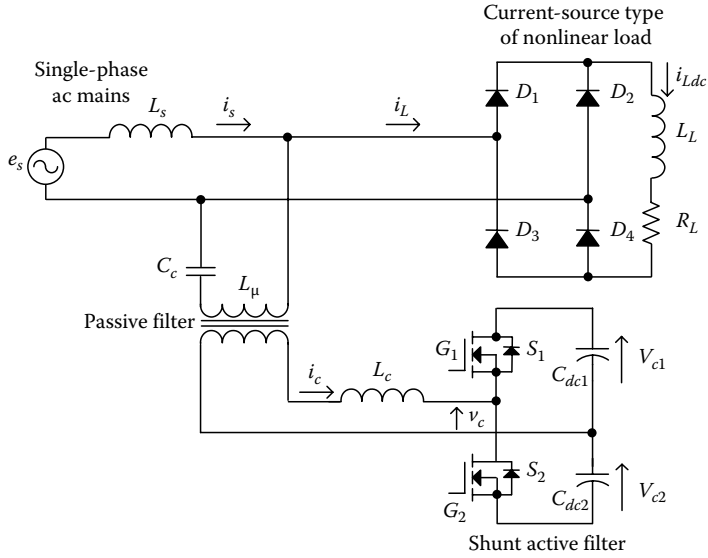 Current-source type
of nonlinear load
Single-phase
ac mains
L_s
i_s
i_L
D_1
D_2
i_Ldc
L_L
e_s
D_3
D_4
R_L
C_c
L_μ
Passive filter
G_1
S_1
C_dc1
V_c1
i_c
L_c
v_c
S_2
G_2
C_dc2
V_c2
Shunt active filter